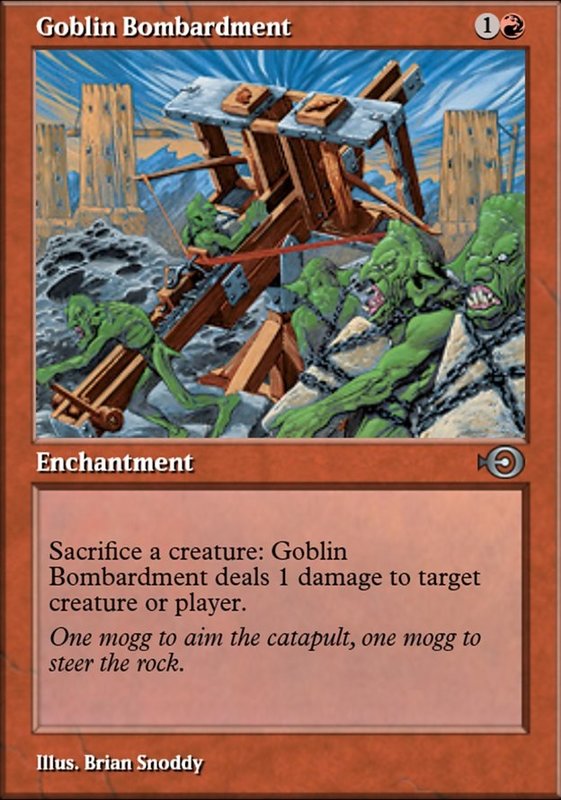 Goblin Bombardment 1
Enchantment
Sacrifice a creature: Goblin
Bombardment deals 1 damage to target
creature or player.
One mogg to aim the catapult, one mogg to
steer the rock.
Illus. Brian Snoddy